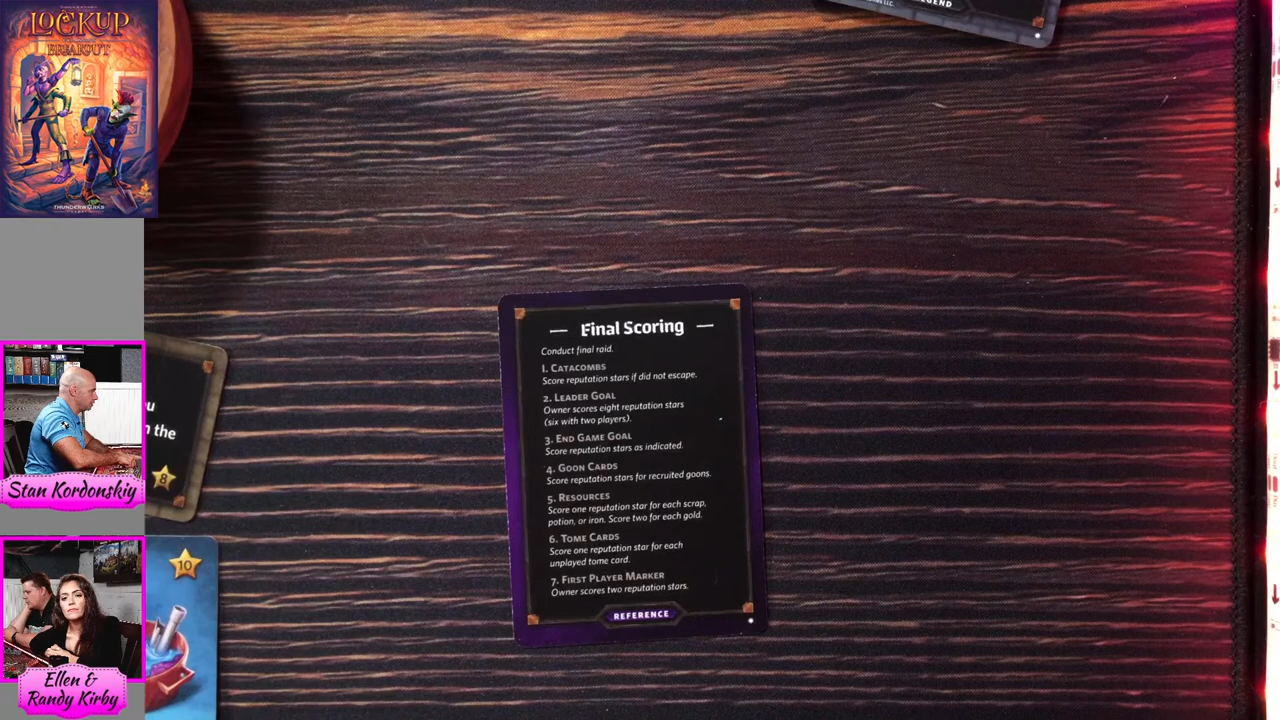 LOCKUP
BREAKOUT
THUNDERWORKS
LLC.
Final Scoring
Conduct final raid.
1. CATACOMBS
Score reputation stars if did not escape.
2. LEADER GOAL
Owner scores eight reputation stars
(six with two players).
3. END GAME GOAL
Score reputation stars as indicated.
4. GOON CARDS
Score reputation stars for recruited goons.
5. RESOURCES
Score one reputation star for each scrap,
potion, or iron. Score two for each gold.
6. TOME CARDS
Score one reputation star for each
unplayed tome card.
7. FIRST PLAYER MARKER
Owner scores two reputation stars.
REFERENCE
the
8
Stan Kordonskiy
10
Ellen &
Randy Kirby